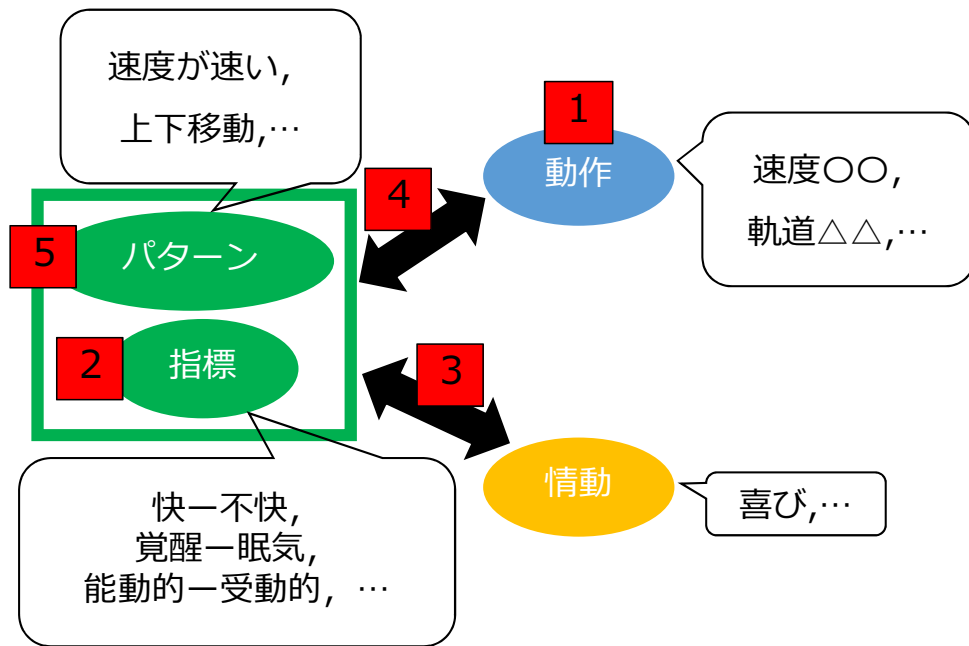 速度が速い,
上下移動,…
1
動作
速度〇〇,
軌道△△,…
4
5
パターン
2
指標
3
快ー不快,
覚醒ー眠気,
能動的ー受動的, …
情動
喜び,…